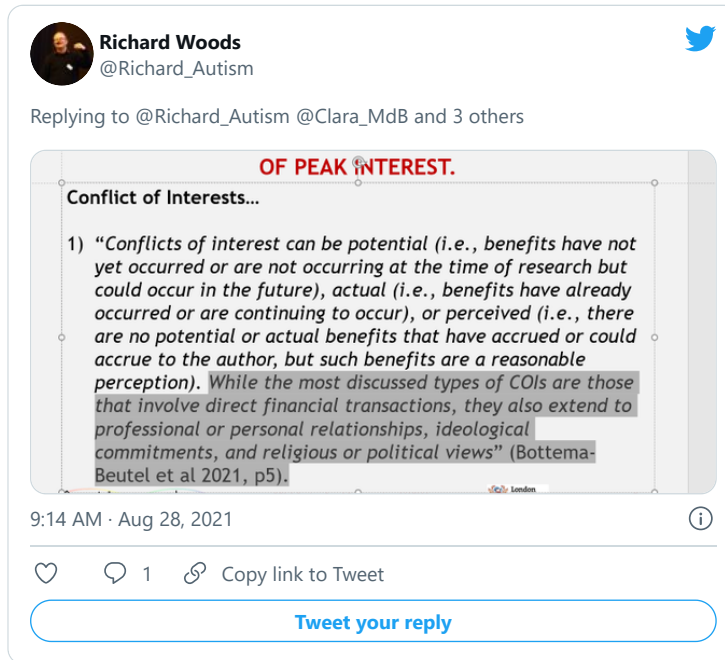 Richard Woods
@Richard_Autism
Replying to @Richard_Autism @Clara_MdB and 3 others
OF PEAK INTEREST.
Conflict of Interests…
1) “Conflicts of interest can be potential (i.e., benefits have not
yet occurred or are not occurring at the time of research but
could occur in the future), actual (i.e., benefits have already
occurred or are continuing to occur), or perceived (i.e., there
are no potential or actual benefits that have accrued or could
accrue to the author, but such benefits are a reasonable
perception). While the most discussed types of COIs are those
that involve direct financial transactions, they also extend to
professional or personal relationships, ideological
commitments, and religious or political views” (Bottema-
Beutel et al 2021, p5).
London
9:14 AM · Aug 28, 2021
1 Copy link to Tweet
Tweet your reply